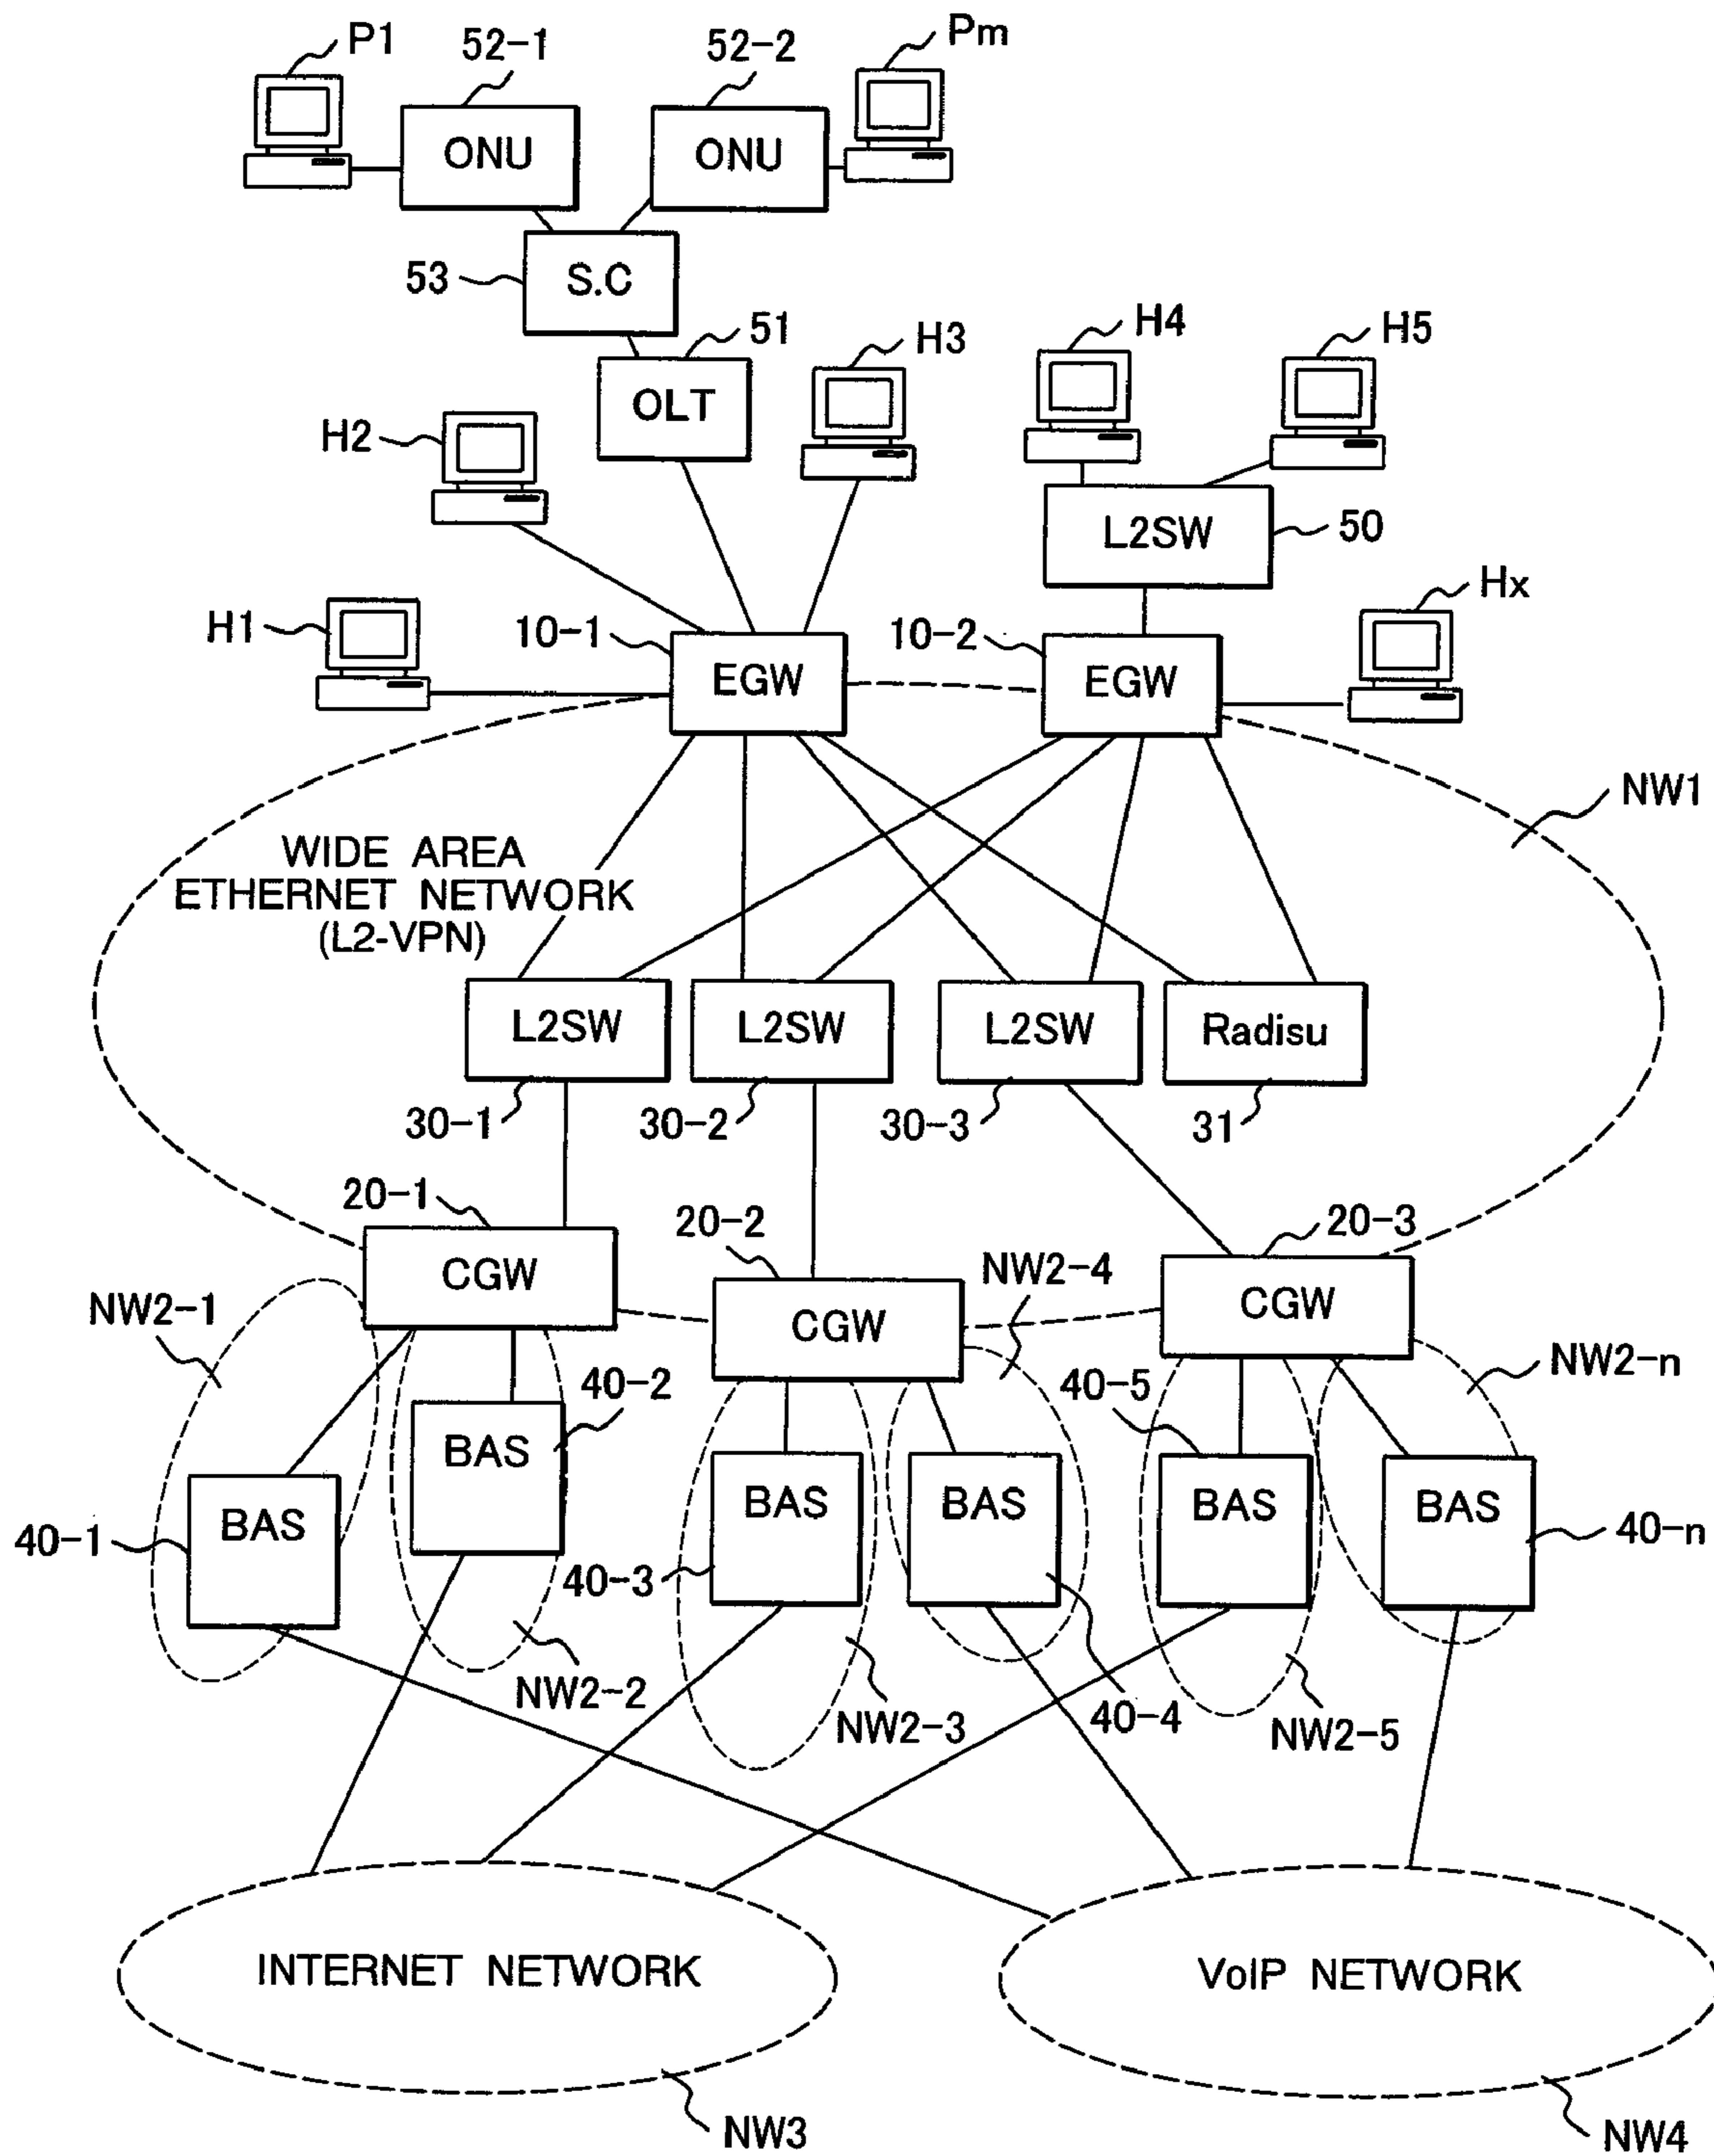 P1
52-1
52-2
Pm
ONU
ONU
53
S.C
51
H3
H4
H5
OLT
H2
L2SW
50
H1
10-1
10-2
Hx
EGW
EGW
NW1
WIDE AREA
ETHERNET NETWORK
(L2-VPN)
L2SW
L2SW
L2SW
Radisu
30-1
30-2
30-3
31
20-1
20-2
20-3
CGW
NW2-4
NW2-1
CGW
CGW
40-2
40-5
NW2-n
BAS
BAS
BAS
BAS
BAS
BAS
40-1
40-3
40-n
NW2-2
NW2-3
40-4
NW2-5
INTERNET NETWORK
VoIP NETWORK
NW3
NW4